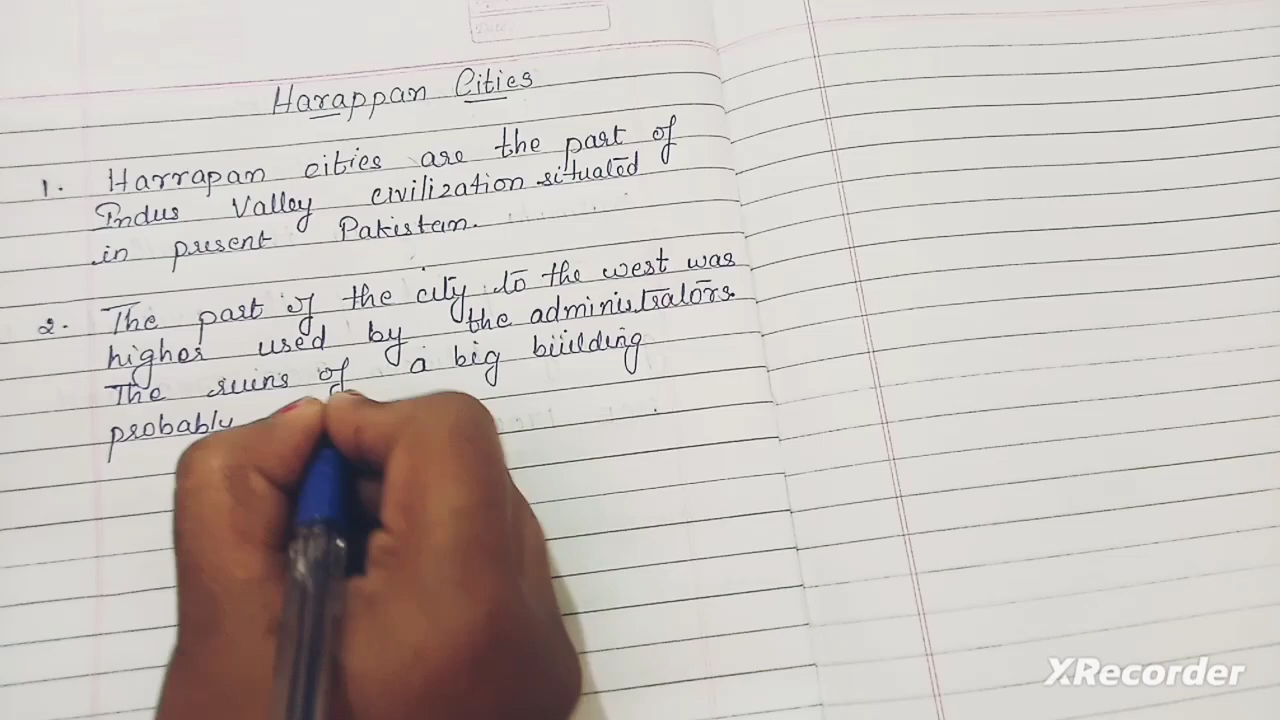 Harappan Cities
1. Harrapan cities are the part of
Indus Valley civilization situated
in present Pakistan.
2. The part of the city to the west was
higher used by the administrators.
The ruins of a big building
probably
XRecorder